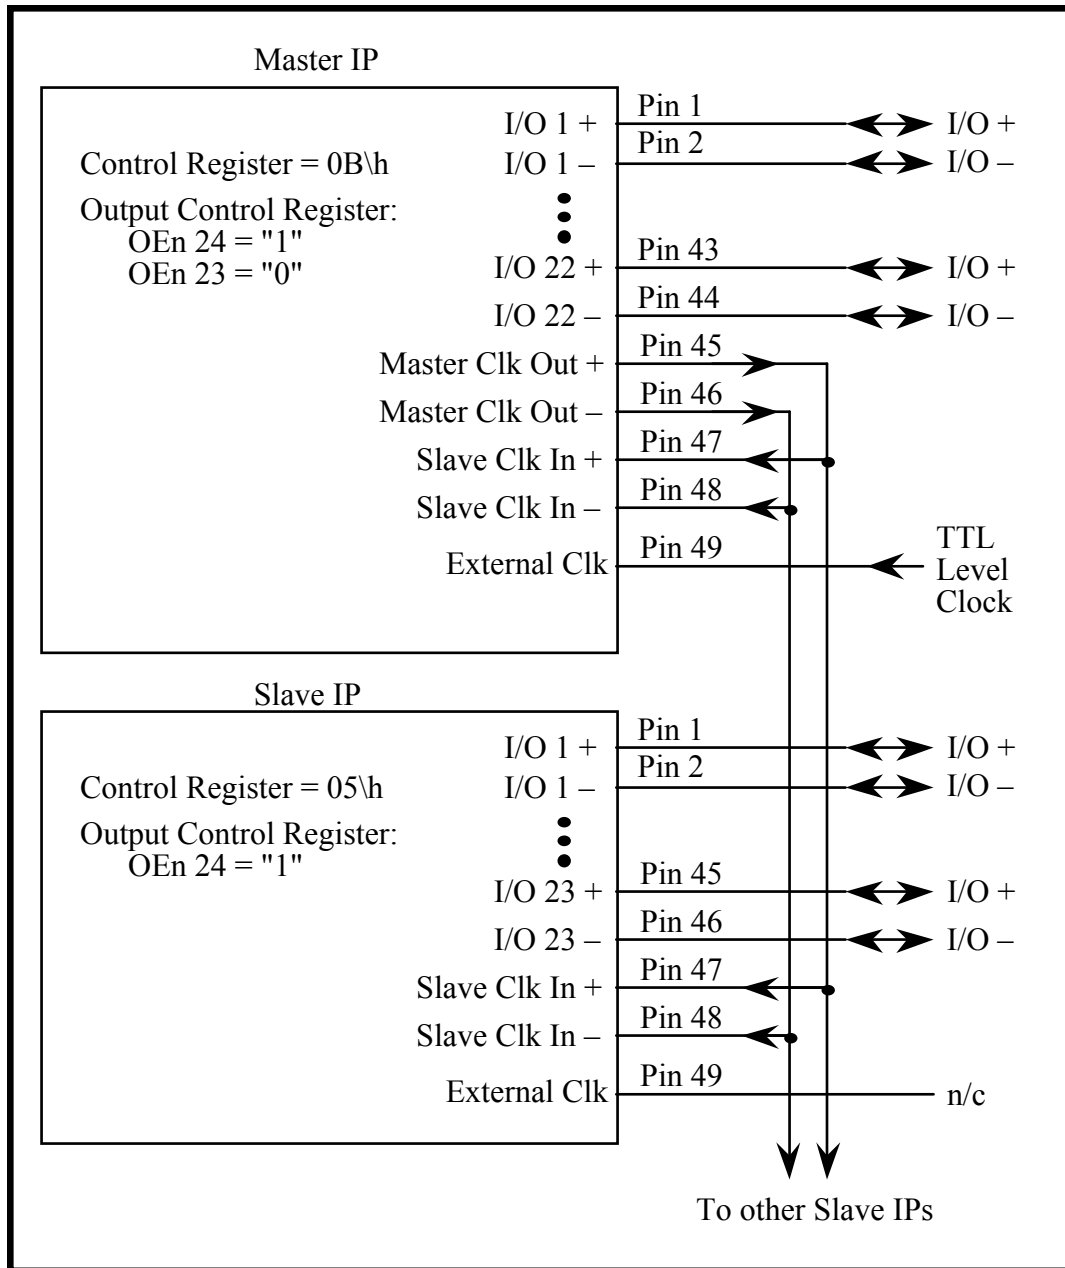 Master IP
Control Register = 0B\h
Output Control Register:
OEn 24 = "1"
OEn 23 = "0"
I/O 1 + Pin 1 I/O +
I/O 1 – Pin 2 I/O –
I/O 22 + Pin 43 I/O +
I/O 22 – Pin 44 I/O –
Master Clk Out + Pin 45
Master Clk Out – Pin 46
Slave Clk In + Pin 47
Slave Clk In – Pin 48
External Clk Pin 49
TTL
Level
Clock
Slave IP
Control Register = 05\h
Output Control Register:
OEn 24 = "1"
I/O 1 + Pin 1 I/O +
I/O 1 – Pin 2 I/O –
I/O 23 + Pin 45 I/O +
I/O 23 – Pin 46 I/O –
Slave Clk In + Pin 47
Slave Clk In – Pin 48
External Clk Pin 49 n/c
To other Slave IPs